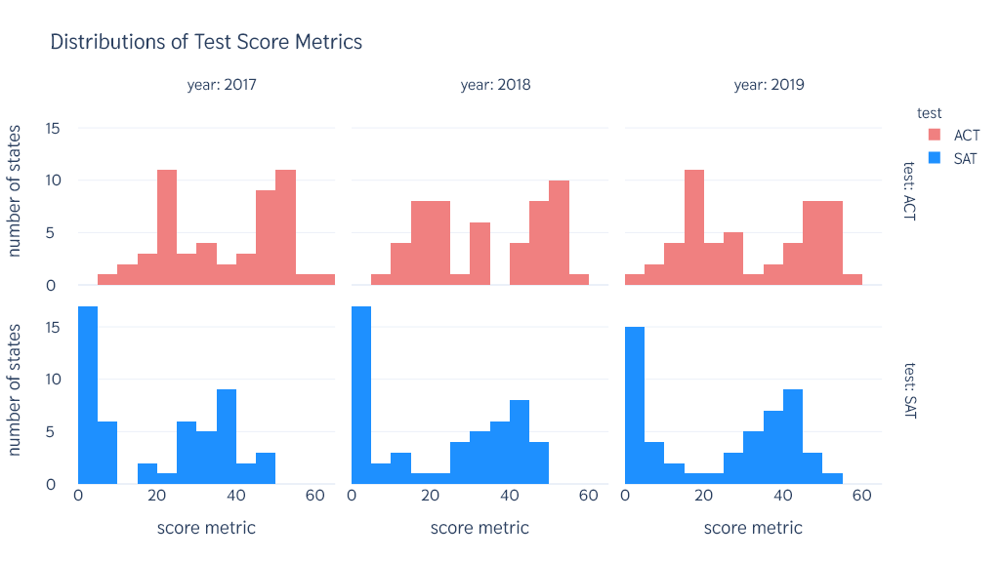 Distributions of Test Score Metrics
year: 2017
year: 2018
year: 2019
test
ACT
SAT
number of states
15
10
5
0
test: ACT
number of states
15
10
5
0
test: SAT
0 20 40 60
0 20 40 60
0 20 40 60
score metric
score metric
score metric